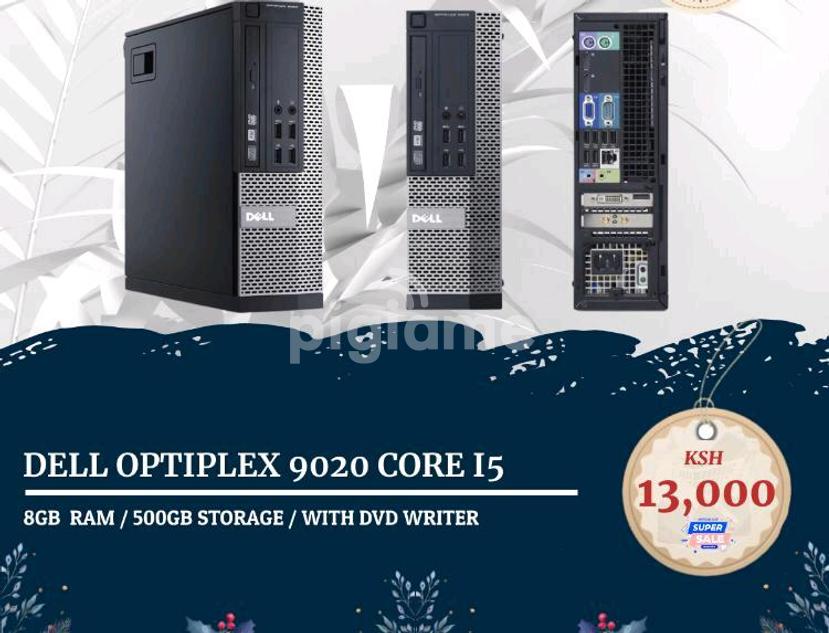 DELL
DELL
pigiame
DELL OPTIPLEX 9020 CORE I5
8GB RAM / 500GB STORAGE / WITH DVD WRITER
KSH
13,000
SUPER
SALE